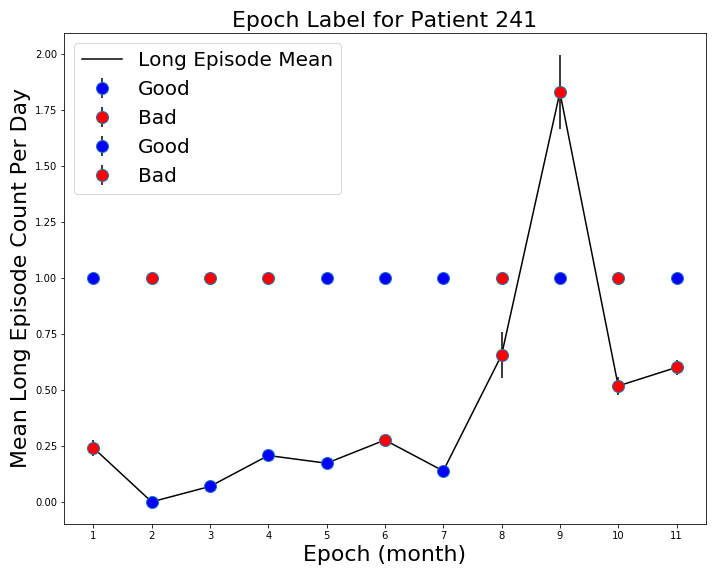 Epoch Label for Patient 241
Long Episode Mean
Good
Bad
Good
Bad
Mean Long Episode Count Per Day
2.00
1.75
1.50
1.25
1.00
0.75
0.50
0.25
0.00
1 2 3 4 5 6 7 8 9 10 11
Epoch (month)